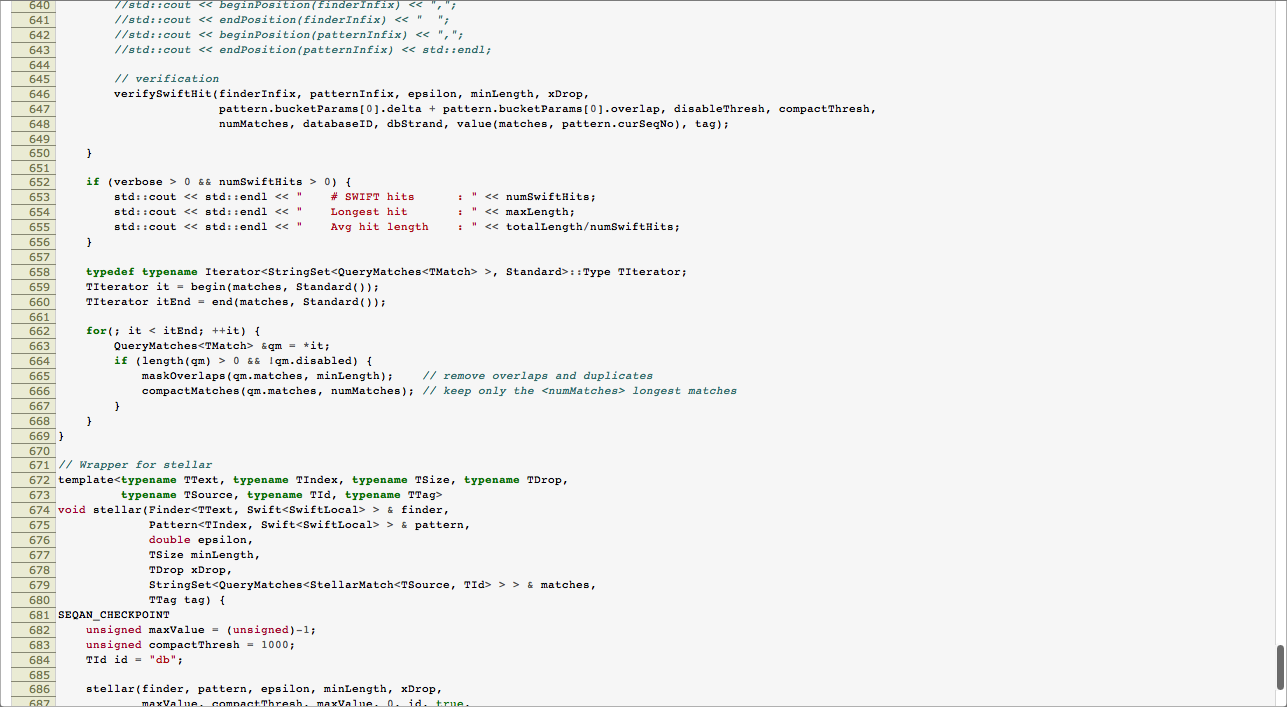 640 //std::cout << beginPosition(finderInfix) << ",";
641 //std::cout << endPosition(finderInfix) << "  ";
642 //std::cout << beginPosition(patternInfix) << ",";
643 //std::cout << endPosition(patternInfix) << std::endl;
644
645 // verification
646 verifySwiftHit(finderInfix, patternInfix, epsilon, minLength, xDrop,
647 pattern.bucketParams[0].delta + pattern.bucketParams[0].overlap, disableThresh, compactThresh,
648 numMatches, databaseID, dbStrand, value(matches, pattern.curSeqNo), tag);
649
650 }
651
652 if (verbose > 0 && numSwiftHits > 0) {
653 std::cout << std::endl << "    # SWIFT hits      : " << numSwiftHits;
654 std::cout << std::endl << "    Longest hit       : " << maxLength;
655 std::cout << std::endl << "    Avg hit length    : " << totalLength/numSwiftHits;
656 }
657
658 typedef typename Iterator<StringSet<QueryMatches<TMatch> >, Standard>::Type TIterator;
659 TIterator it = begin(matches, Standard());
660 TIterator itEnd = end(matches, Standard());
661
662 for(; it < itEnd; ++it) {
663 QueryMatches<TMatch> &qm = *it;
664 if (length(qm) > 0 && !qm.disabled) {
665 maskOverlaps(qm.matches, minLength);    // remove overlaps and duplicates
666 compactMatches(qm.matches, numMatches); // keep only the <numMatches> longest matches
667 }
668 }
669 }
670
671 // Wrapper for stellar
672 template<typename TText, typename TIndex, typename TSize, typename TDrop,
673 typename TSource, typename TId, typename TTag>
674 void stellar(Finder<TText, Swift<SwiftLocal> > & finder,
675 Pattern<TIndex, Swift<SwiftLocal> > & pattern,
676 double epsilon,
677 TSize minLength,
678 TDrop xDrop,
679 StringSet<QueryMatches<StellarMatch<TSource, TId> > > & matches,
680 TTag tag) {
681 SEQAN_CHECKPOINT
682 unsigned maxValue = (unsigned)-1;
683 unsigned compactThresh = 1000;
684 TId id = "db";
685
686 stellar(finder, pattern, epsilon, minLength, xDrop,
687 maxValue, compactThresh, maxValue, 0, id, true,